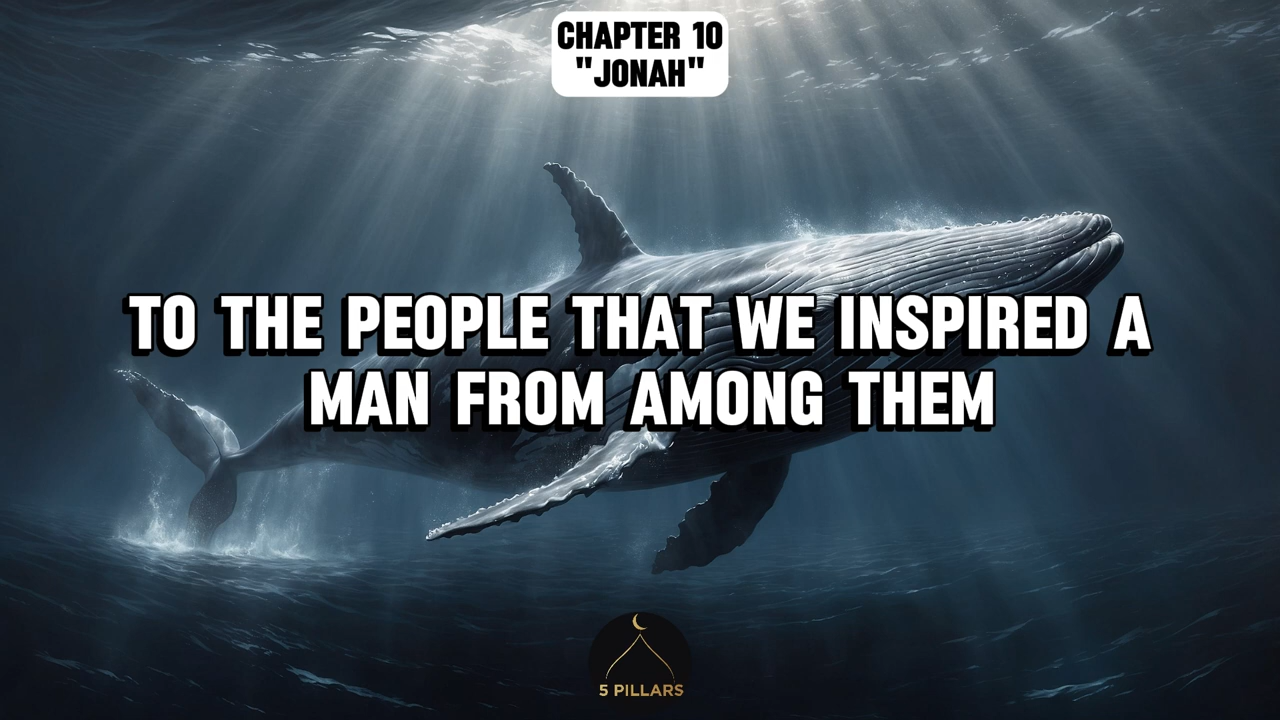 CHAPTER 10
"JONAH"
TO THE PEOPLE THAT WE INSPIRED A
MAN FROM AMONG THEM
5 PILLARS